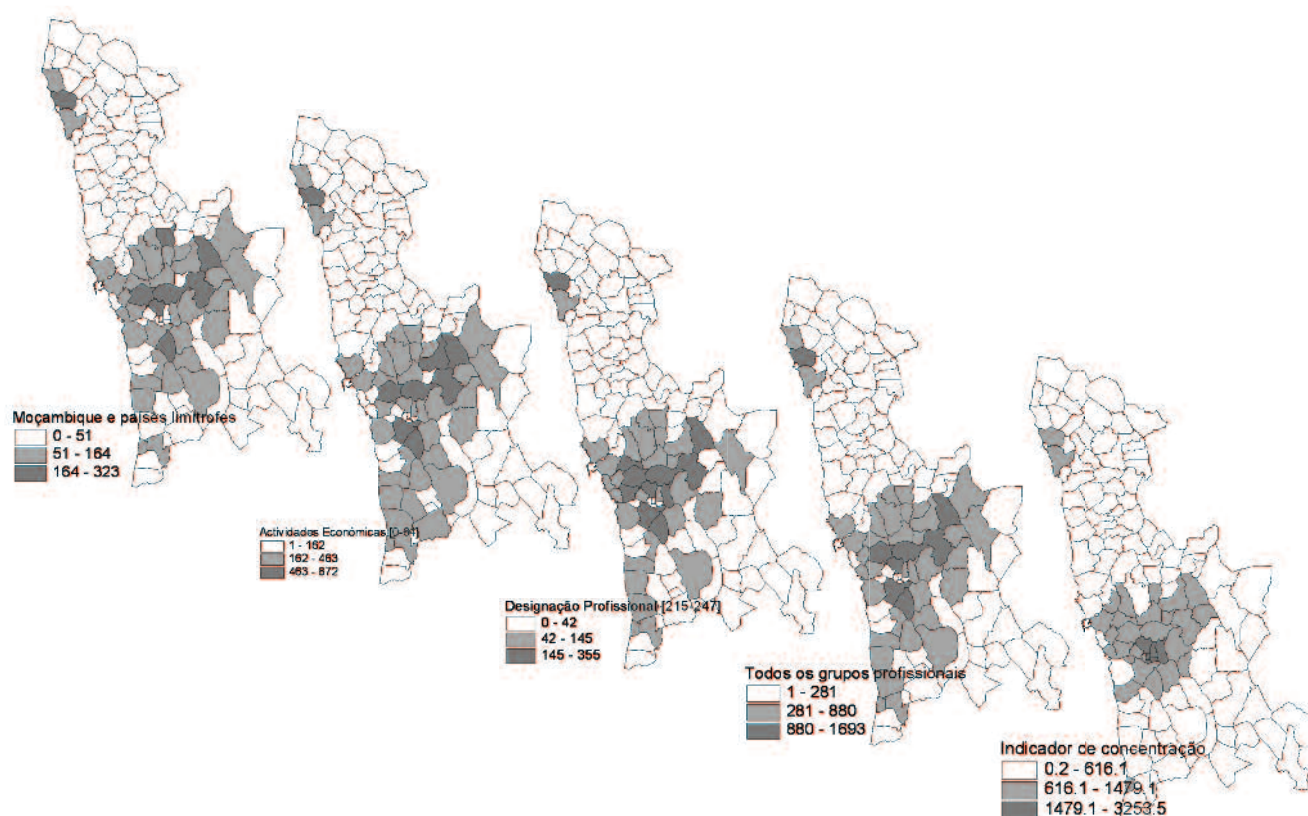 Moçambique e países limítrofes
0 - 51
51 - 164
164 - 323
Actividades Económicas [0-84]
1 - 162
162 - 463
463 - 872
Designação Profissional [215-247]
0 - 42
42 - 145
145 - 355
Todos os grupos profissionais
1 - 281
281 - 880
880 - 1693
Indicador de concentração
0.2 - 616.1
616.1 - 1479.1
1479.1 - 3253.5